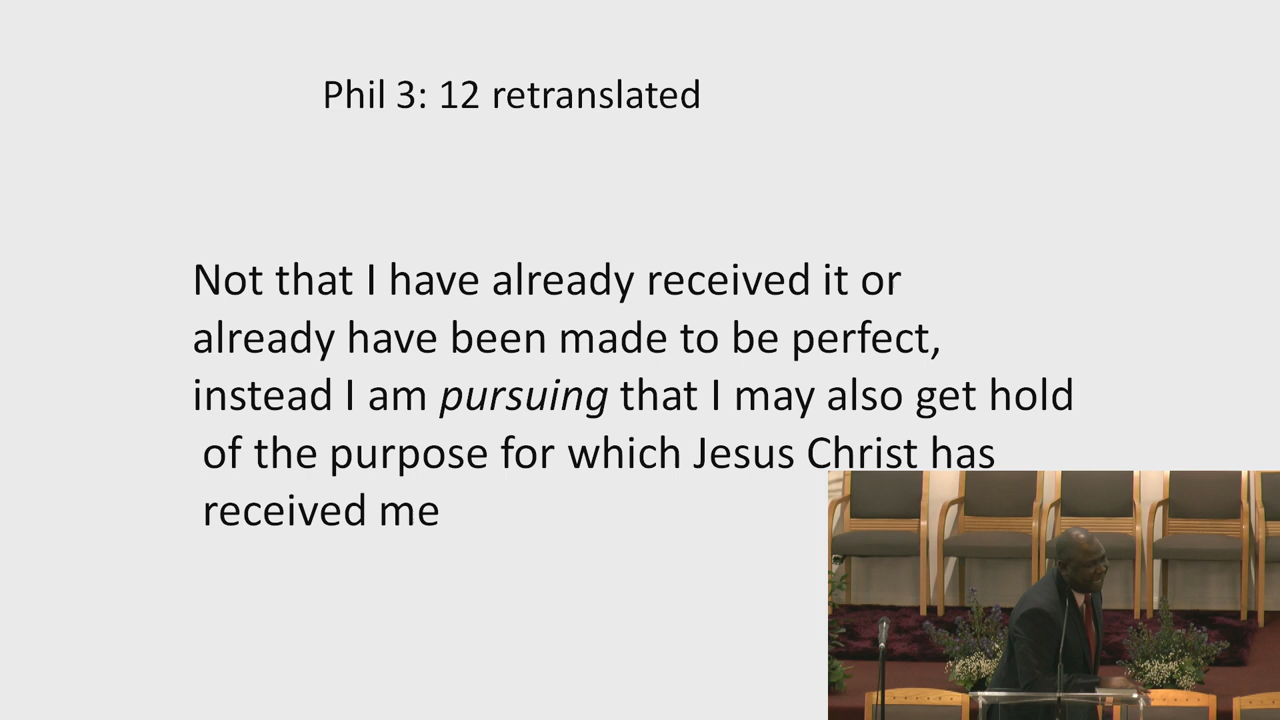 Phil 3: 12 retranslated
Not that I have already received it or
already have been made to be perfect,
instead I am pursuing that I may also get hold
of the purpose for which Jesus Christ has
received me